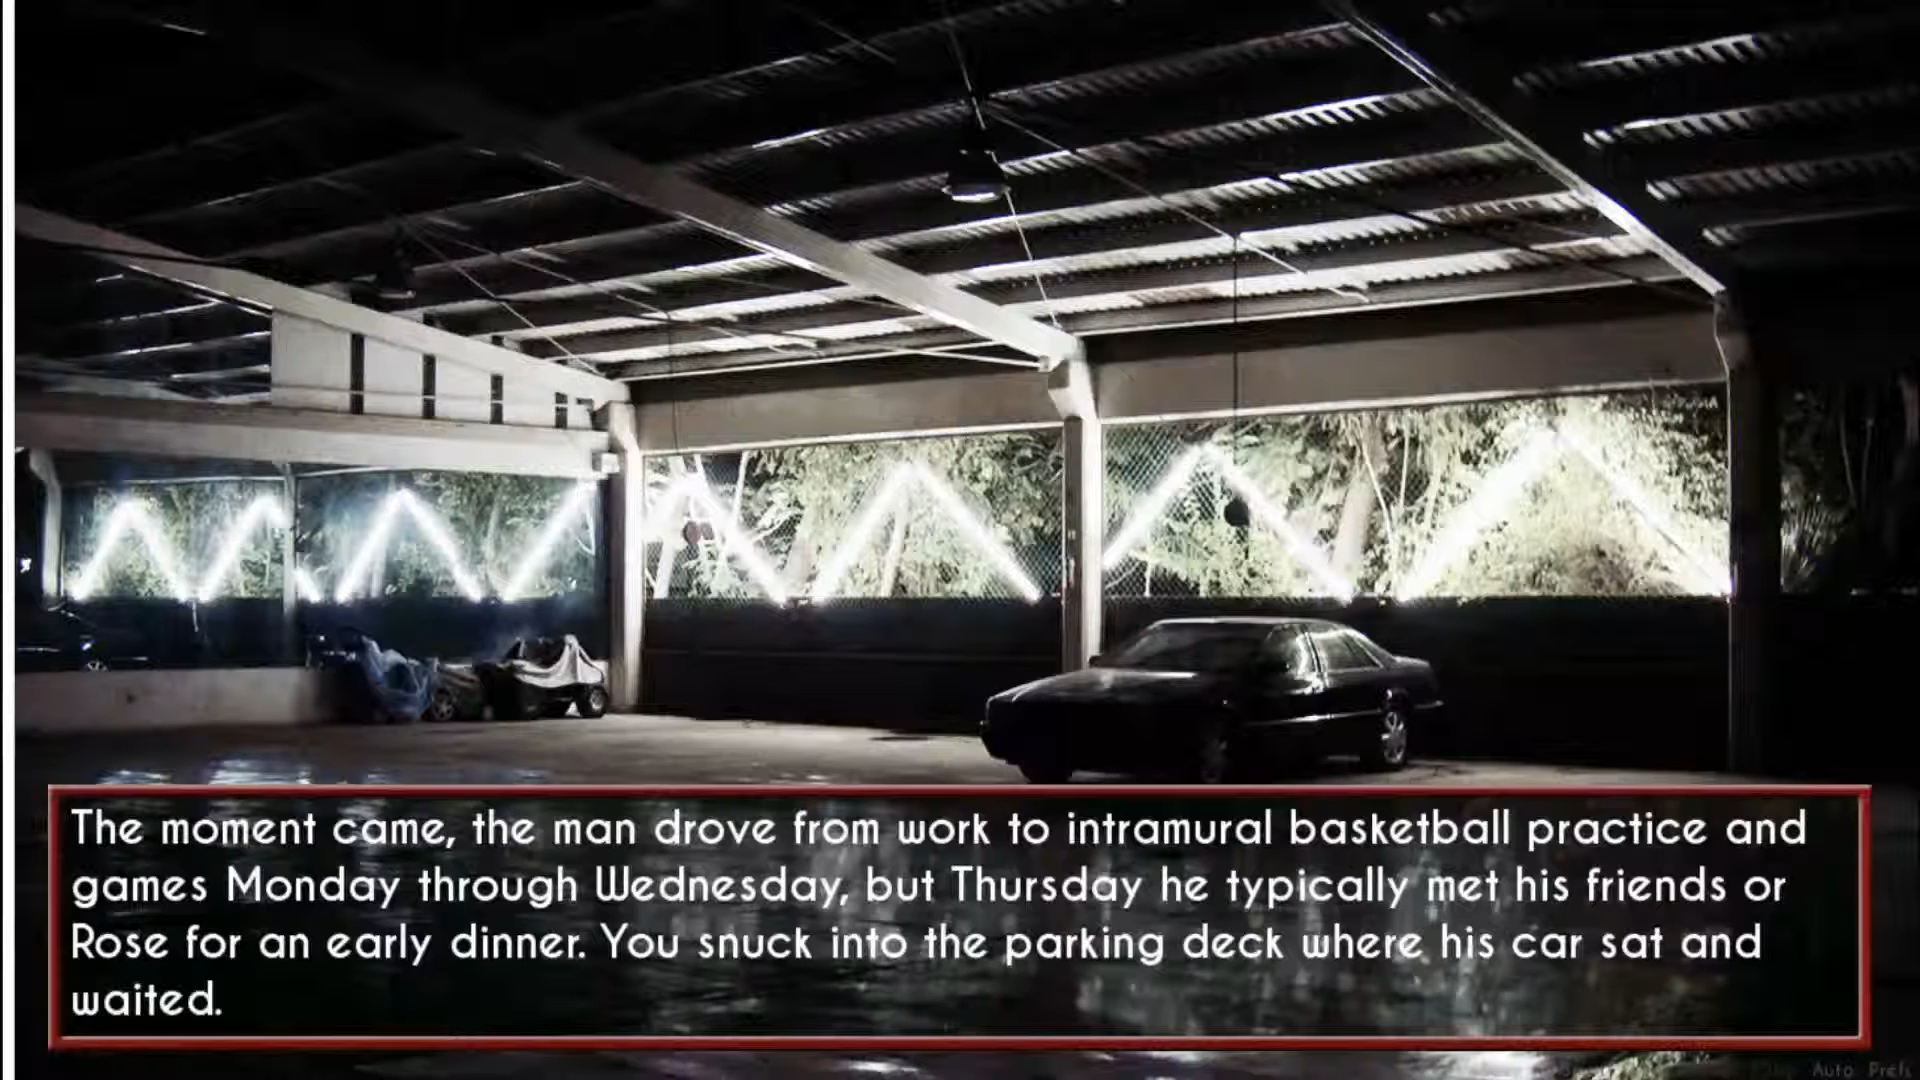 The moment came, the man drove from work to intramural basketball practice and
games Monday through Wednesday, but Thursday he typically met his friends or
Rose for an early dinner. You snuck into the parking deck where his car sat and
waited.
Auto Prefs